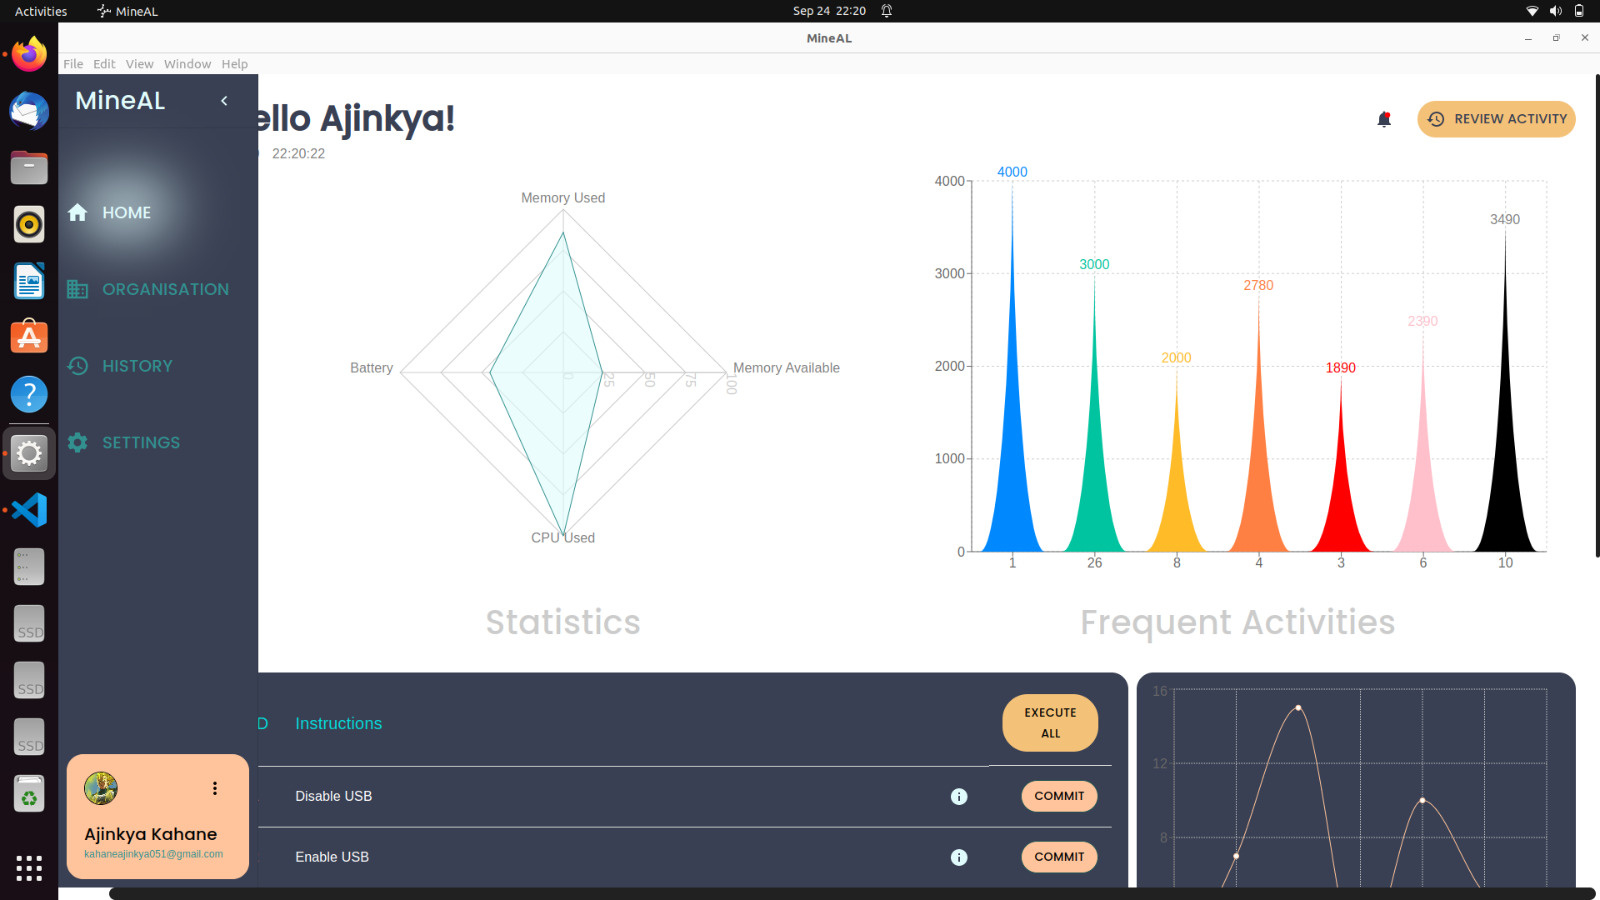 Activities
MineAL
Sep 24 22:20
MineAL
File Edit View Window Help
MineAL
ello Ajinkya!
22:20:22
REVIEW ACTIVITY
HOME
ORGANISATION
HISTORY
SETTINGS
Memory Used
Battery
Memory Available
CPU Used
0
25
50
75
100
Statistics
4000
3000
2000
1000
0
4000
3000
2000
2780
1890
2390
3490
1
26
8
4
3
6
10
Frequent Activities
D
Instructions
EXECUTE
ALL
Disable USB
COMMIT
Enable USB
COMMIT
16
12
8
SSD
SSD
SSD
Ajinkya Kahane
kahaneajinkya051@gmail.com